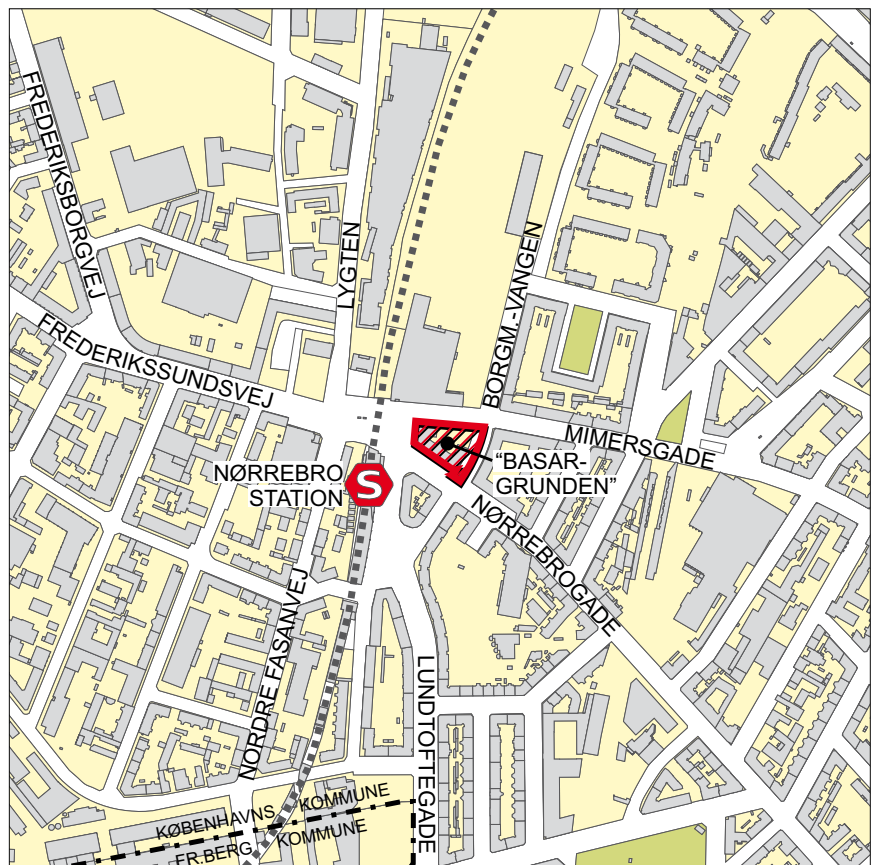 FREDERIKSBORGVEJ
LYGTEN
BORGM.-VANGEN
FREDERIKSSUNDSVEJ
MIMERSGADE
"BASAR-
GRUNDEN"
NØRREBRO
STATION
S
NØRREBROGADE
NORDRE FASANVEJ
LUNDTOFTEGADE
KØBENHAVNS KOMMUNE
FR.BERG KOMMUNE